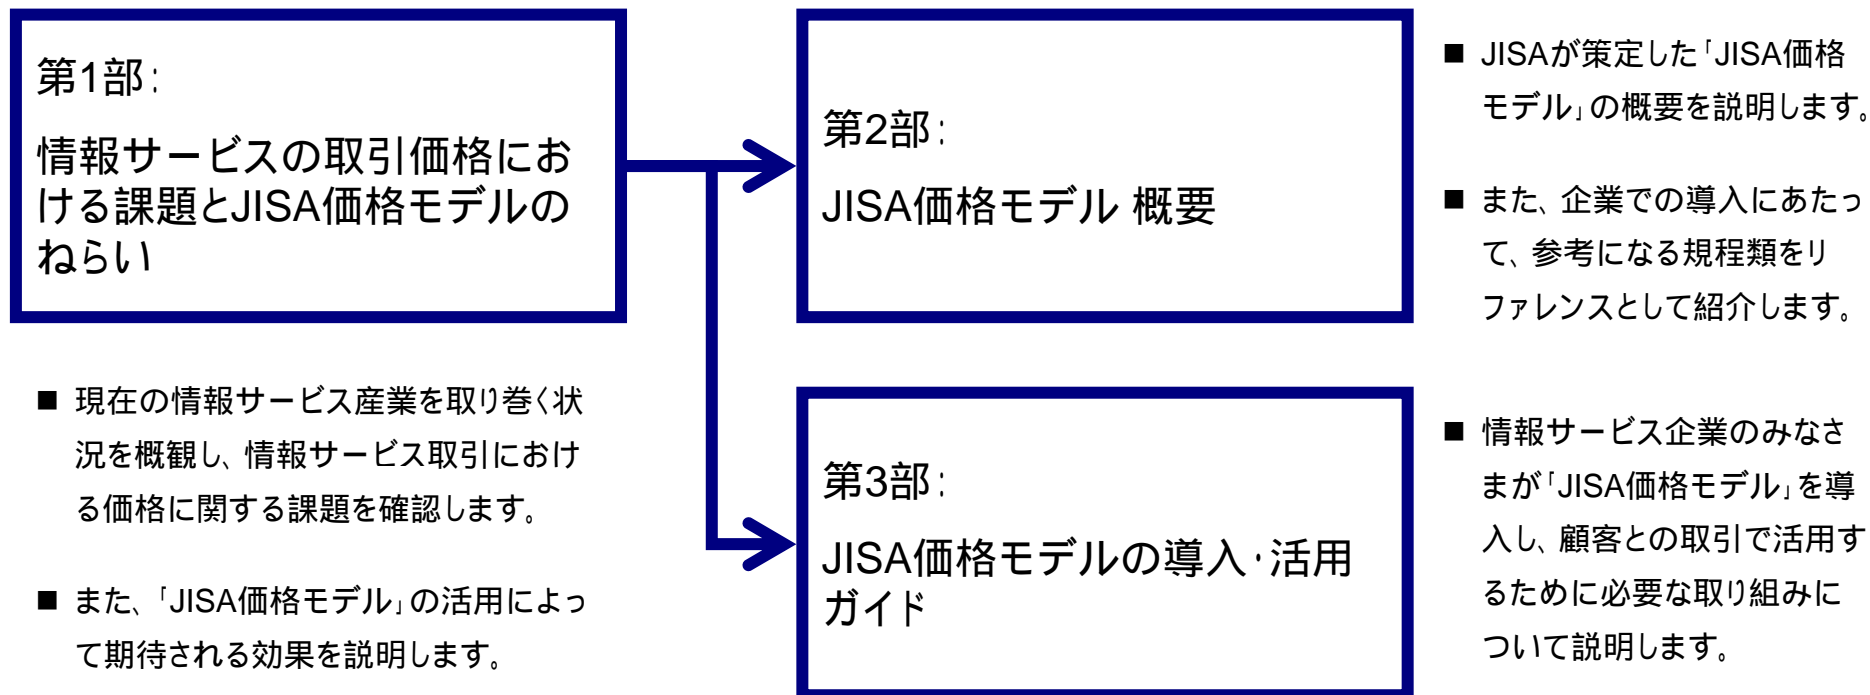 第1部:
情報サービスの取引価格にお
ける課題とJISA価格モデルの
ねらい
■ 現在の情報サービス産業を取り巻く状
況を概観し、情報サービス取引におけ
る価格に関する課題を確認します。
■ また、「JISA価格モデル」の活用によっ
て期待される効果を説明します。
第2部:
JISA価格モデル 概要
■ JISAが策定した「JISA価格
モデル」の概要を説明します。
■ また、企業での導入にあたっ
て、参考になる規程類をリ
ファレンスとして紹介します。
第3部:
JISA価格モデルの導入・活用
ガイド
■ 情報サービス企業のみなさ
まが「JISA価格モデル」を導
入し、顧客との取引で活用す
るために必要な取り組みに
ついて説明します。